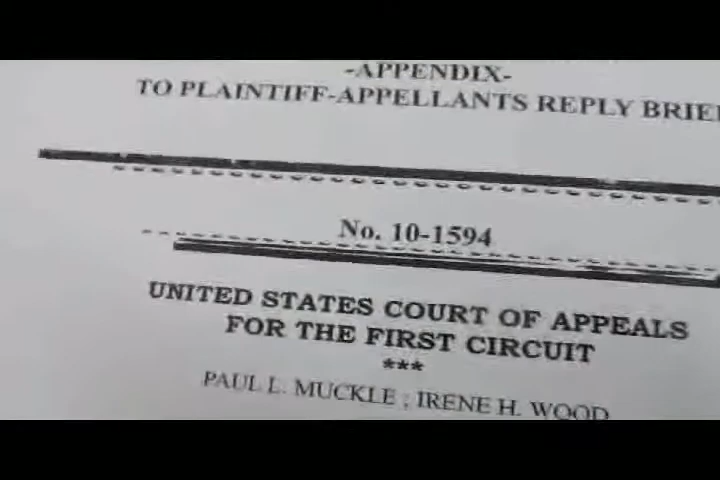 -APPENDIX-
TO PLAINTIFF-APPELLANTS REPLY BRIEF
No. 10-1594
UNITED STATES COURT OF APPEALS
FOR THE FIRST CIRCUIT
***
PAUL L. MUCKLE ; IRENE H. WOOD